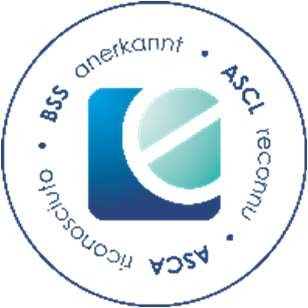 BSS anerkannt • ASCL reconnu • ASCA riconosciuto •